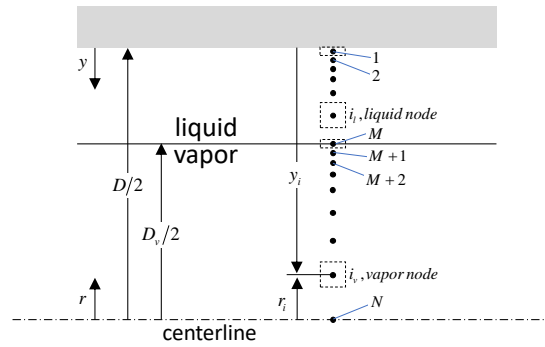 1
y
2
i_l, liquid node
liquid
M
vapor
M+1
D/2
y_i
M+2
D_v/2
i_v, vapor node
r
r_i
N
centerline